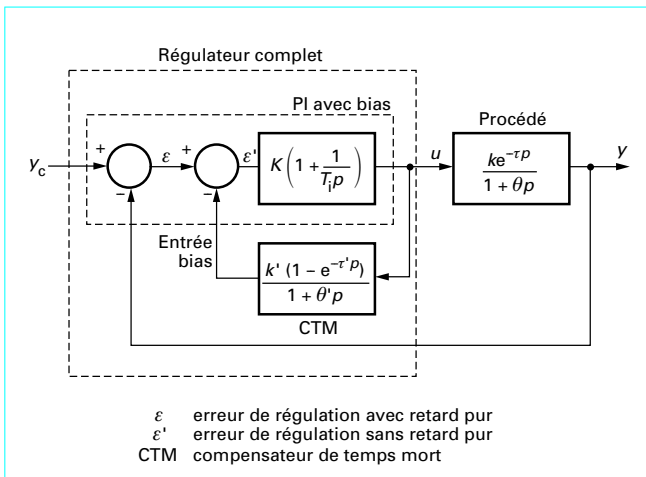 Régulateur complet
PI avec bias
Procédé
y_c
+
−
ε
+
−
ε'
K(1 + 1/(T_i p))
u
ke^(−τp)/(1 + θp)
y
Entrée
bias
k' (1 − e^(−τ'p))/(1 + θ'p)
CTM
ε erreur de régulation avec retard pur
ε' erreur de régulation sans retard pur
CTM compensateur de temps mort